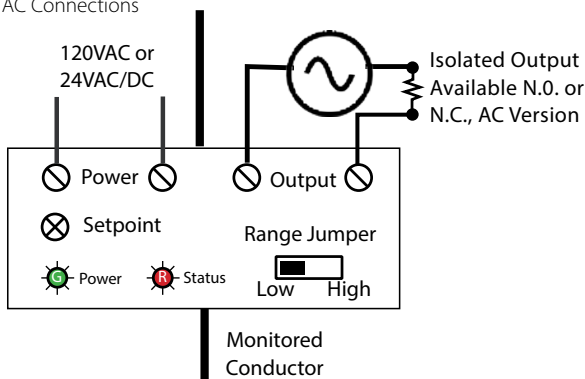 AC Connections
120VAC or
24VAC/DC
Isolated Output
Available N.0. or
N.C., AC Version
Power
Output
Setpoint
Range Jumper
G Power
R Status
Low High
Monitored
Conductor